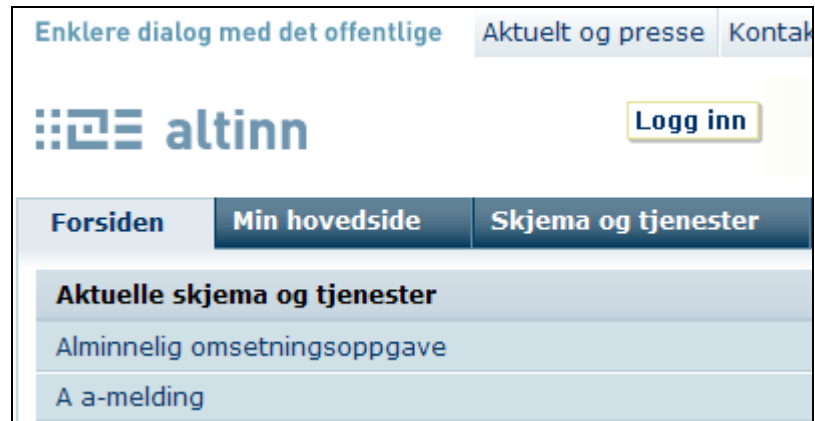 Enklere dialog med det offentlige Aktuelt og presse
altinn Logg inn
Forsiden Min hovedside Skjema og tjenester
Aktuelle skjema og tjenester
Alminnelig omsetningsoppgave
A a-melding